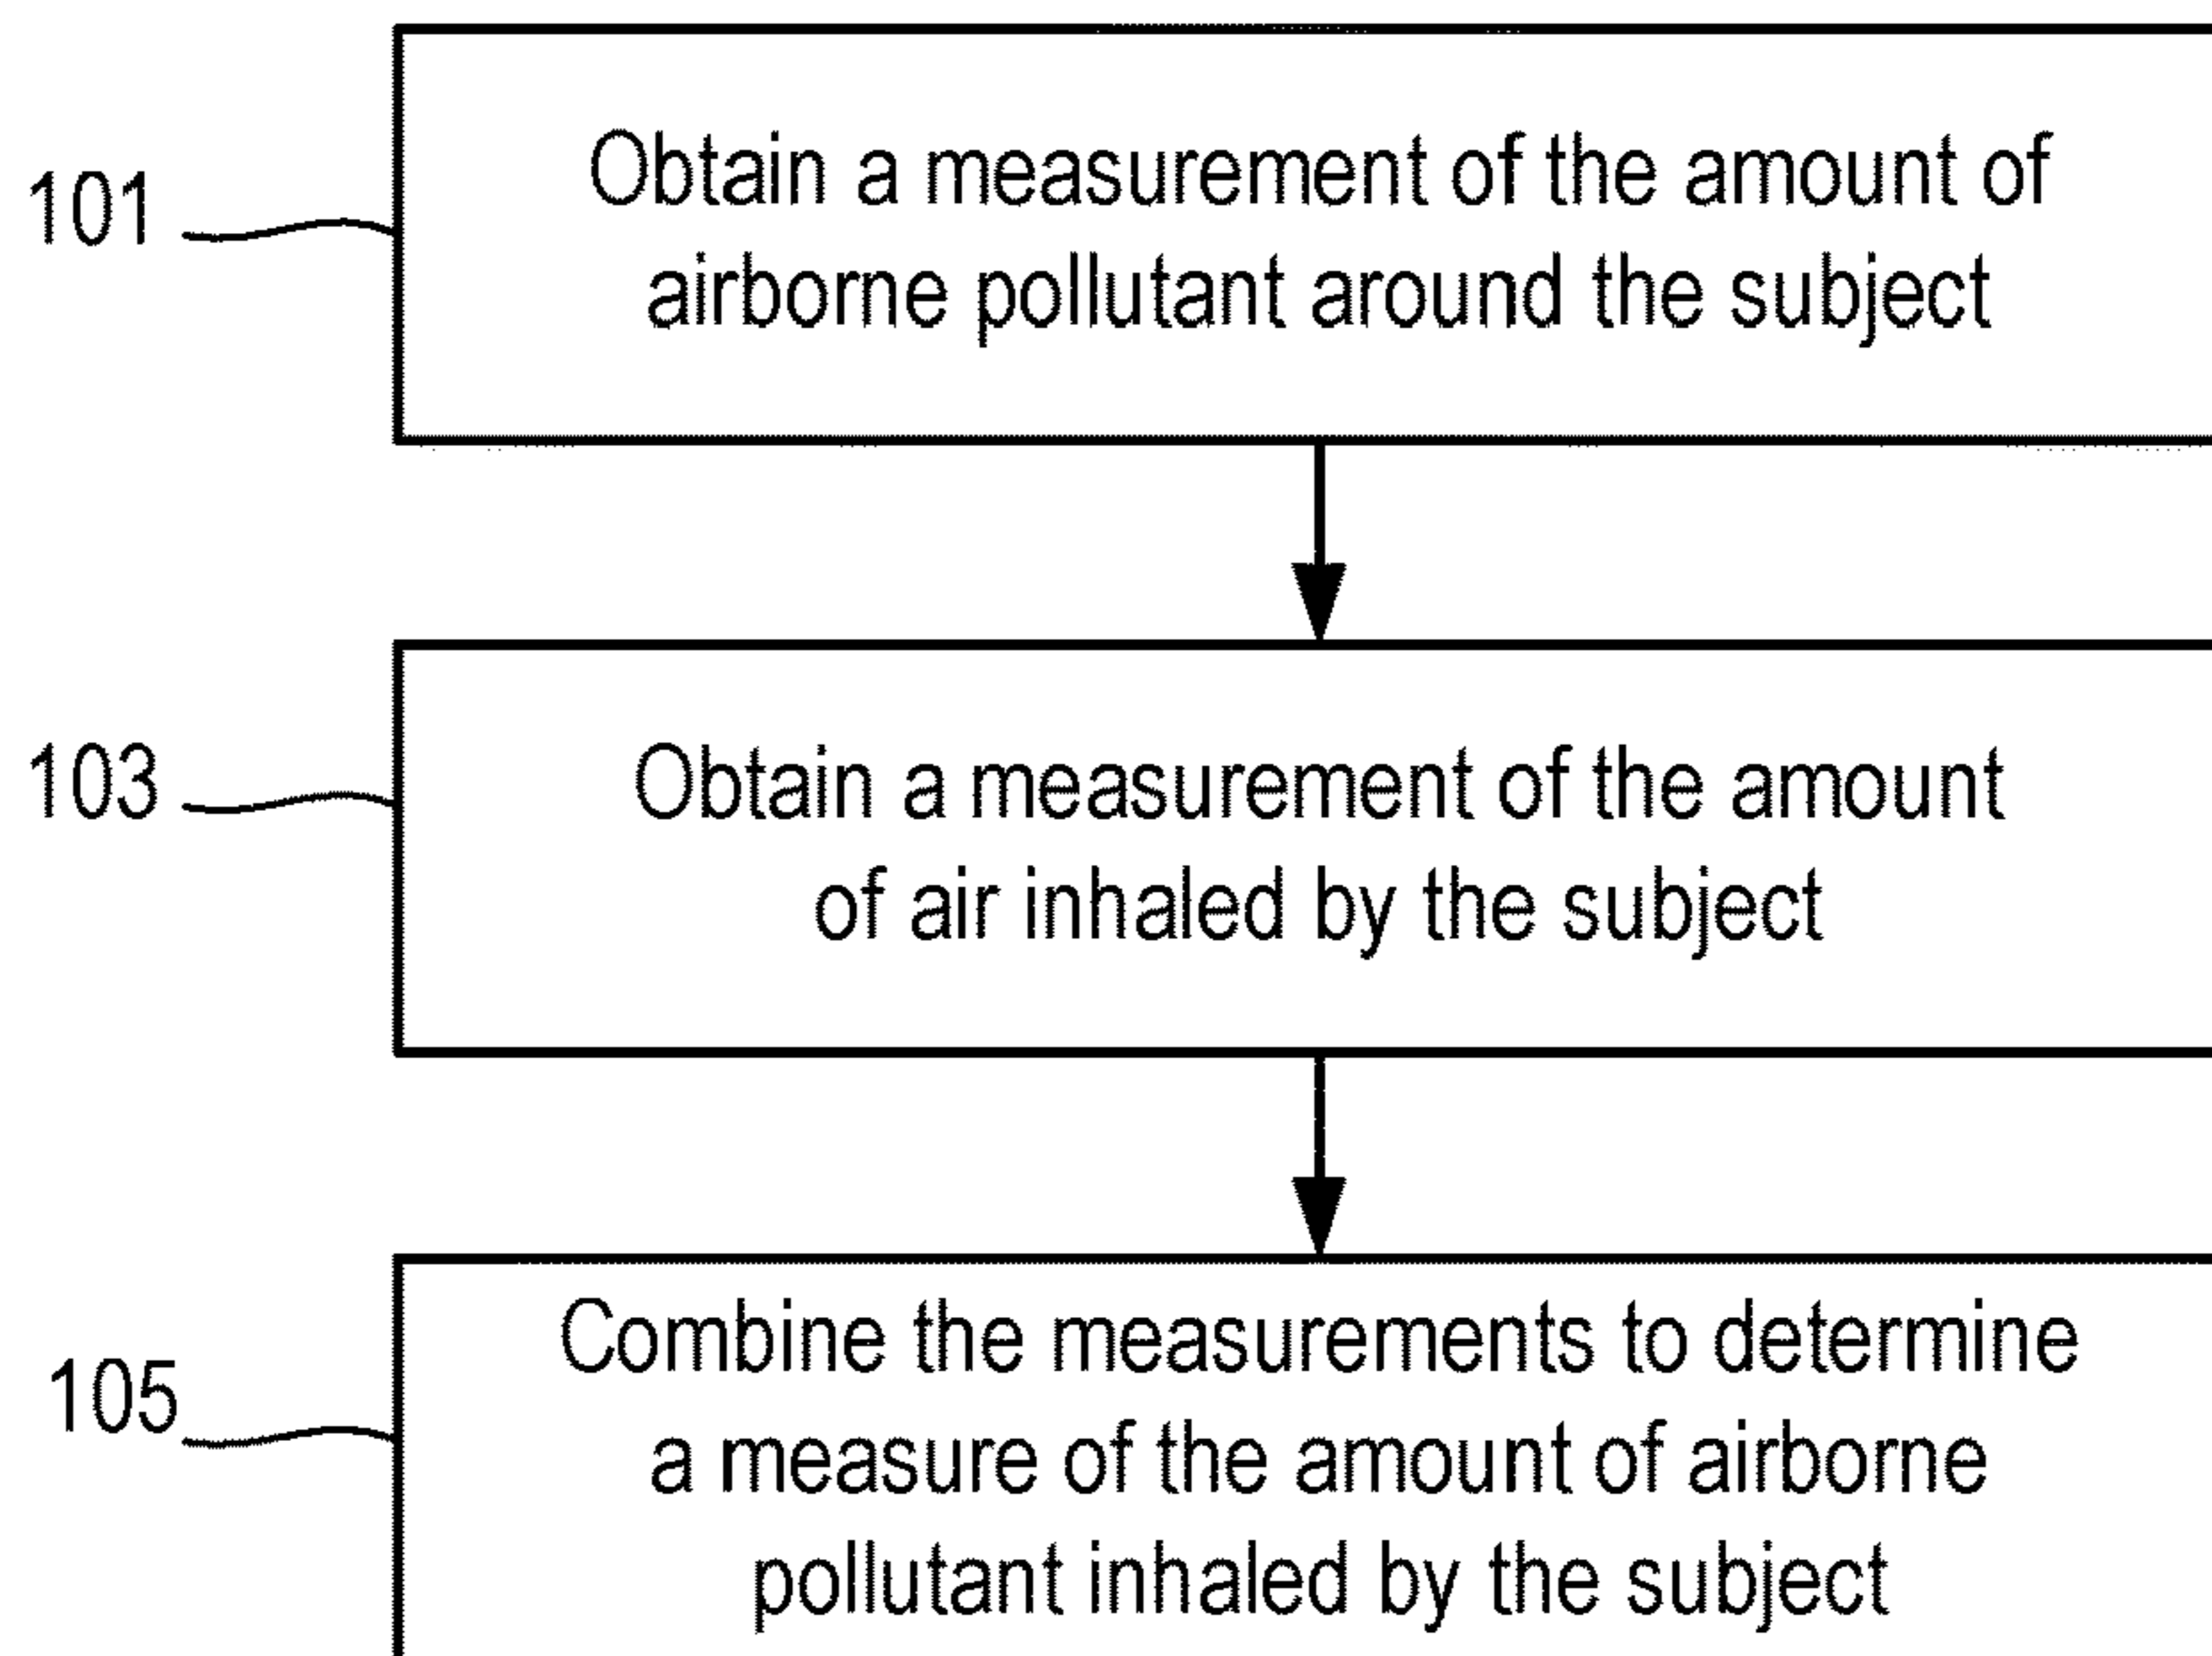 101
Obtain a measurement of the amount of
airborne pollutant around the subject
103
Obtain a measurement of the amount
of air inhaled by the subject
105
Combine the measurements to determine
a measure of the amount of airborne
pollutant inhaled by the subject